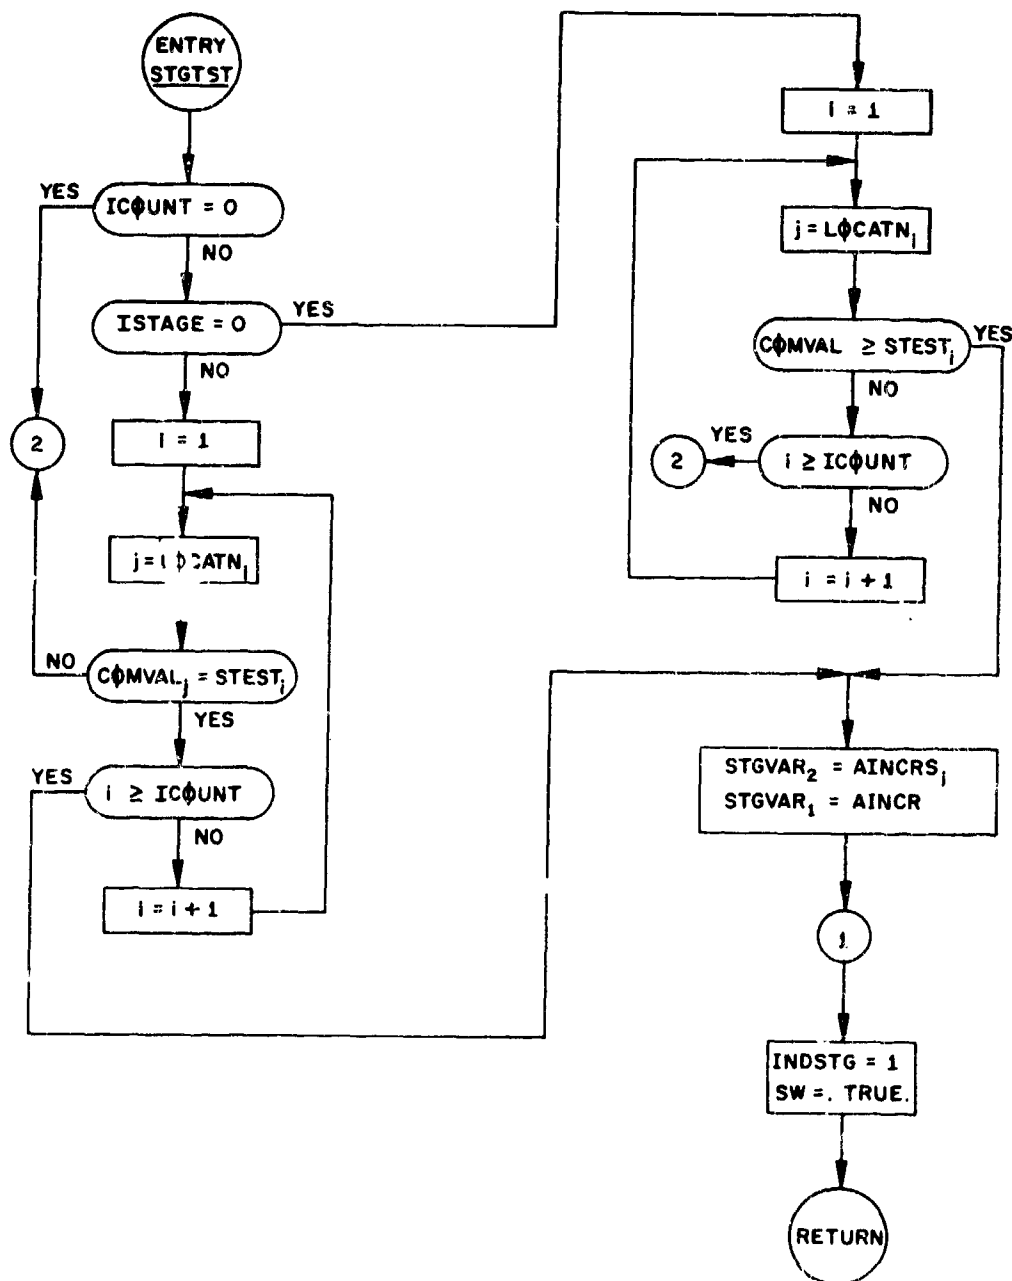 ENTRY
STGTST
YES
ICΦUNT = 0
NO
ISTAGE = 0
YES
NO
2
i = 1
j=LΦCATN i
NO
CΦMVAL j = STEST i
YES
YES
i ≥ ICΦUNT
NO
i = i + 1
i = 1
j = LΦCATN i
CΦMVAL ≥ STEST i
YES
NO
2
YES
i ≥ ICΦUNT
NO
i = i + 1
STGVAR 2 = AINCRS i
STGVAR 1 = AINCR
1
INDSTG = 1
SW =. TRUE.
RETURN